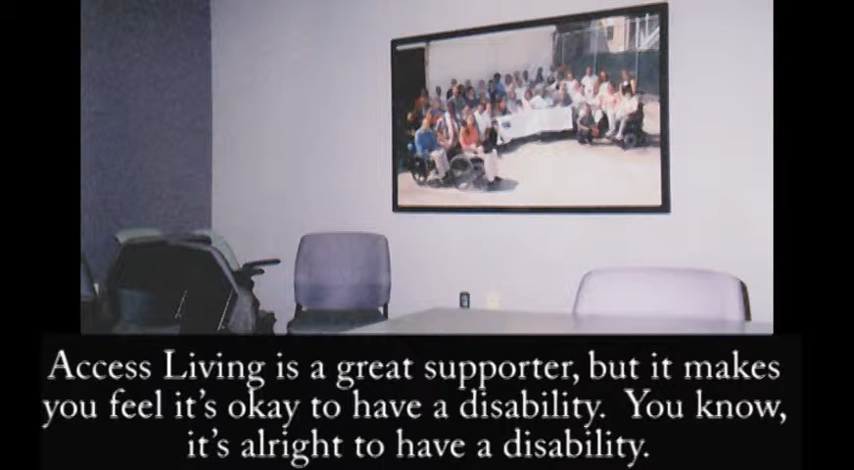 Access Living is a great supporter, but it makes
you feel it's okay to have a disability.  You know,
it's alright to have a disability.